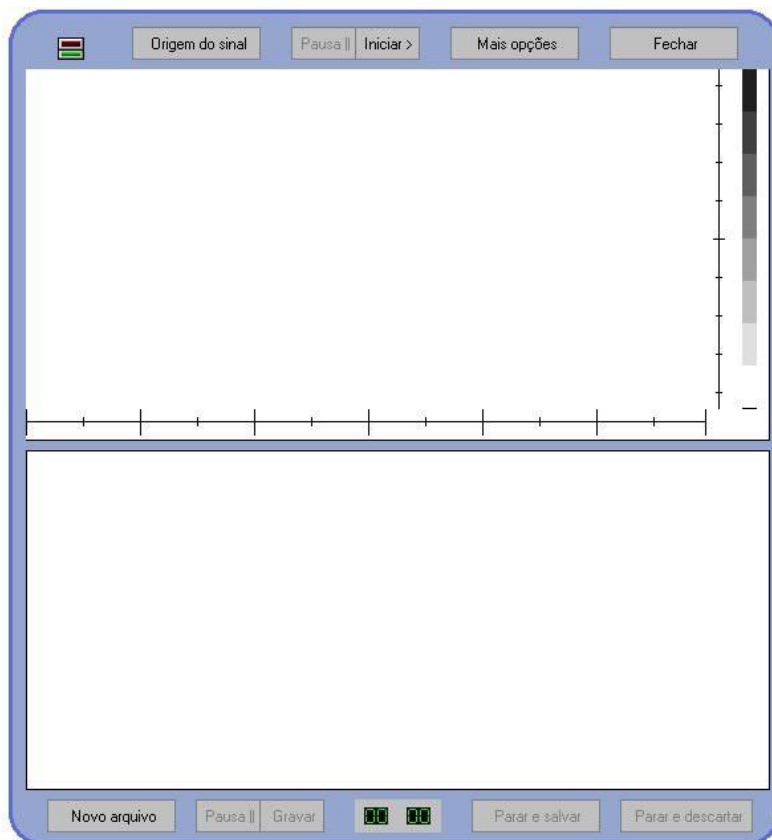 Origem do sinal Pausa || Iniciar > Mais opções Fechar
Novo arquivo Pausa || Gravar 00 00 Parar e salvar Parar e descartar